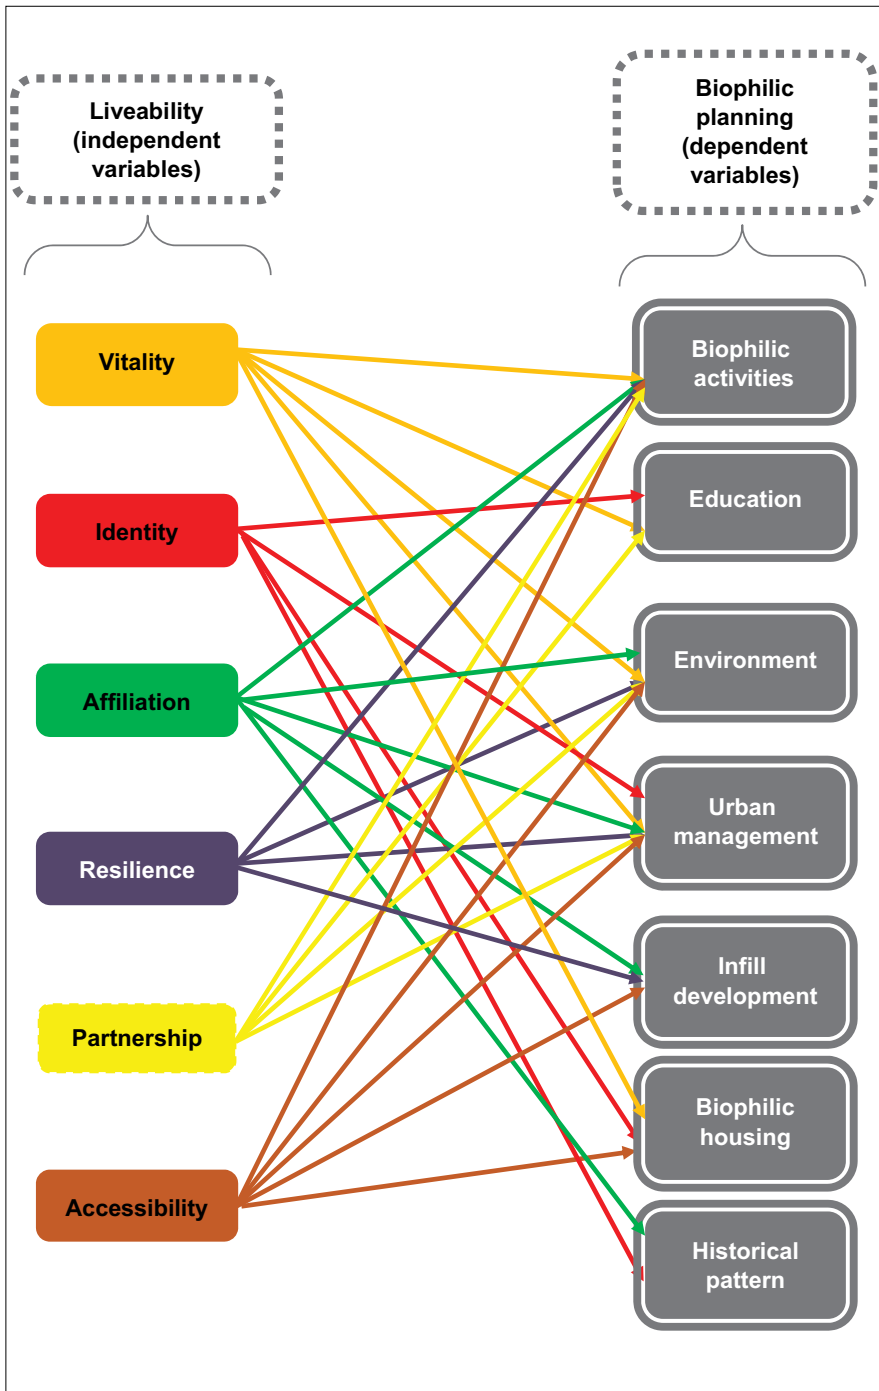 Liveability
(independent
variables)
Biophilic
planning
(dependent
variables)
Vitality
Identity
Affiliation
Resilience
Partnership
Accessibility
Biophilic
activities
Education
Environment
Urban
management
Infill
development
Biophilic
housing
Historical
pattern